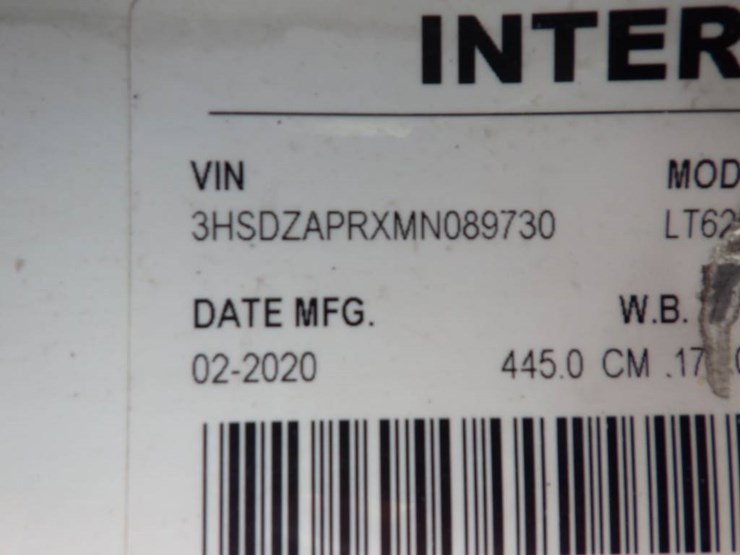 INTER
VIN MOD
3HSDZAPRXMN089730 LT62
DATE MFG. W.B.
02-2020 445.0 CM .17